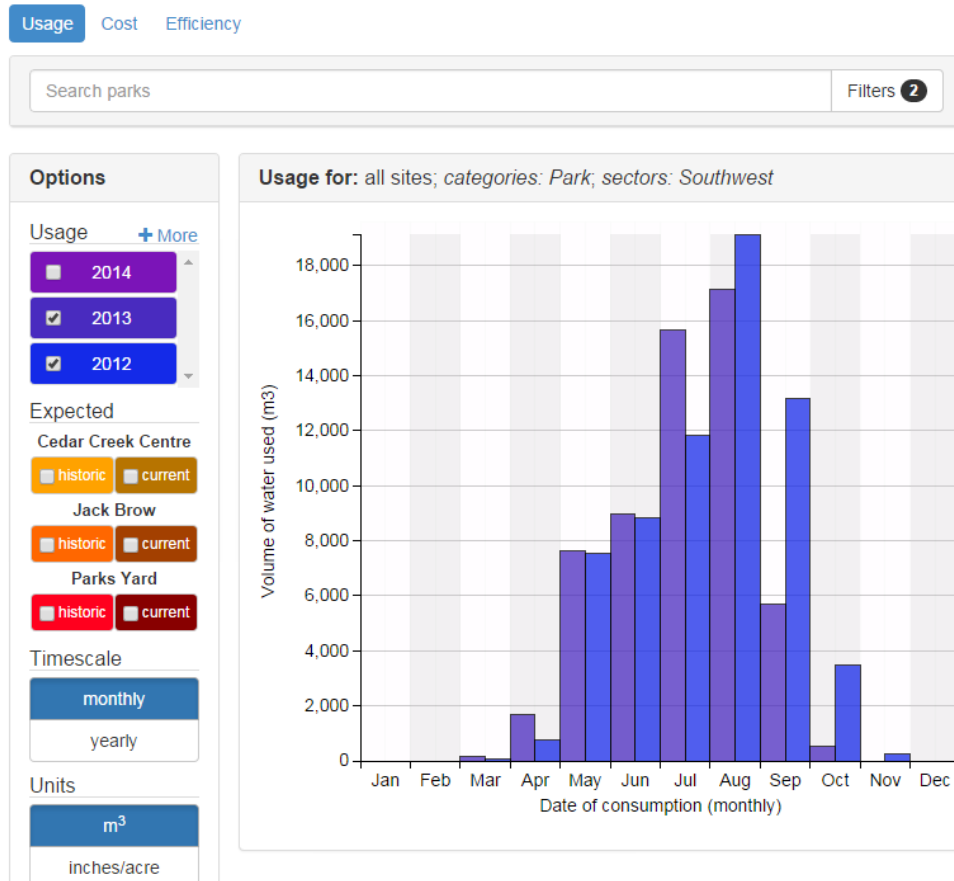 Usage Cost Efficiency
Search parks Filters 2
Options
Usage + More
2014
2013
2012
Expected
Cedar Creek Centre
historic current
Jack Brow
historic current
Parks Yard
historic current
Timescale
monthly
yearly
Units
m³
inches/acre
Usage for: all sites; categories: Park; sectors: Southwest
Volume of water used (m3)
18,000
16,000
14,000
12,000
10,000
8,000
6,000
4,000
2,000
0
Jan Feb Mar Apr May Jun Jul Aug Sep Oct Nov Dec
Date of consumption (monthly)